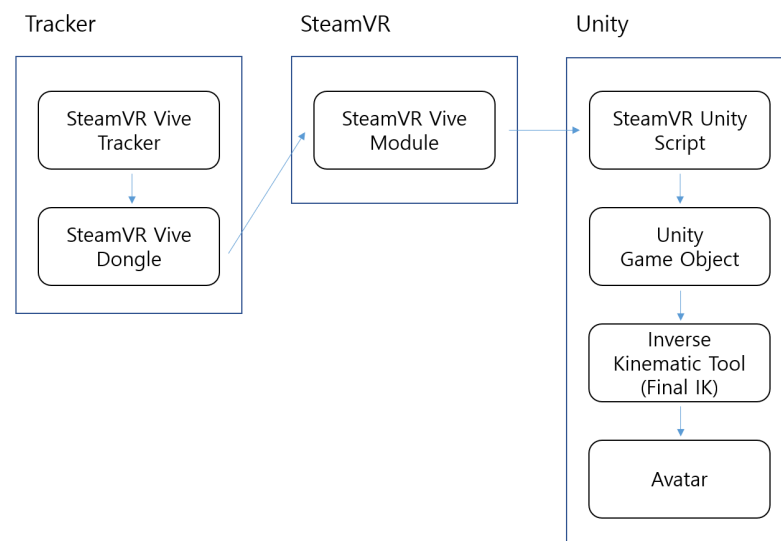 Tracker
SteamVR Vive
Tracker
SteamVR Vive
Dongle
SteamVR
SteamVR Vive
Module
Unity
SteamVR Unity
Script
Unity
Game Object
Inverse
Kinematic Tool
(Final IK)
Avatar